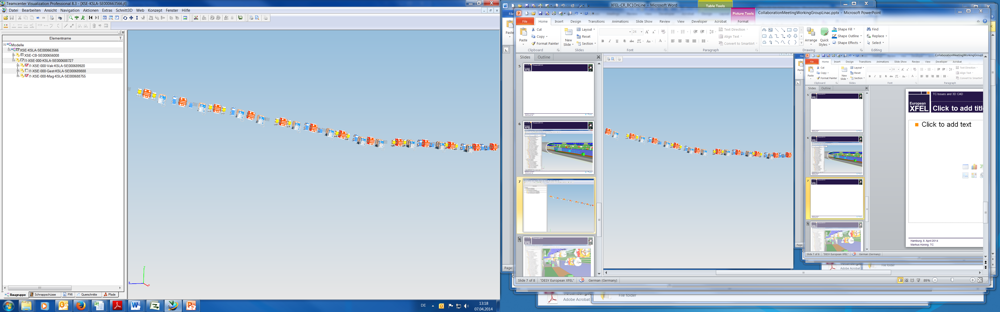 Teamcenter Visualization Professional 8.3 - [XSE-KSLA-SE000663566.jt]
Datei Bearbeiten Ansicht Navigation Aktionen Extras Schnitt3D Web Konzept Fenster Hilfe
Elementname T..
Modelle
XSE-KSLA-SE000663566
XSE-CB-SE000656008
I1-XSE-000-KSLA-SE000688727
I1-XSE-000-Vak-KSLA-SE000689920
I1-XSE-000-Gest-KSLA-SE000689888
I1-XSE-000-Mag-KSLA-SE000688755
Baugruppe Schnappschüsse PMI Querschnitte Pfade
DE
13:18
07.04.2014
XFEL-CR_BC1OnLine - Microsoft Word
Table Tools
Picture Tools
CollaborationMeetingWorkingGroupLinac.pptx - Microsoft PowerPoint
File Home Insert Design Transitions Animations Slide Show Review View Developer Acrobat Format
Paste
Cut
Copy
Format Painter
Clipboard
New Slide
Layout
Reset
Section
Slides
24
Font
Text Direction
Align Text
Convert to SmartArt
Paragraph
Arrange
Quick Styles
Shape Fill
Shape Outline
Shape Effects
Drawing
Find
Replace
Select
Editing
Slides Outline
5
6
7
8
European
XFEL
CollaborationMeetingWorkingGroupL
File Home Insert Design Transitions Animations Slide Show Review View Developer Acrobat
Paste
Cut
Copy
Format Painter
Clipboard
New Slide
Layout
Reset
Section
Slides
24
Font
Text Direction
Align Text
Convert to SmartArt
Paragraph
Slides Outline
5
6
7
8
TC Issues and 3D CAD
European
XFEL
Click to add title
Click to add text
Hamburg, 8. April 2014
Markus Hüning, TC
Slide 7 of 8 "DESY European XFEL" German (Germany)
Adobe Acrobat
File folder
Page:
Slide 7 of 8 "DESY European XFEL" German (Germany) 89%
Adobe Acrobat
File folder